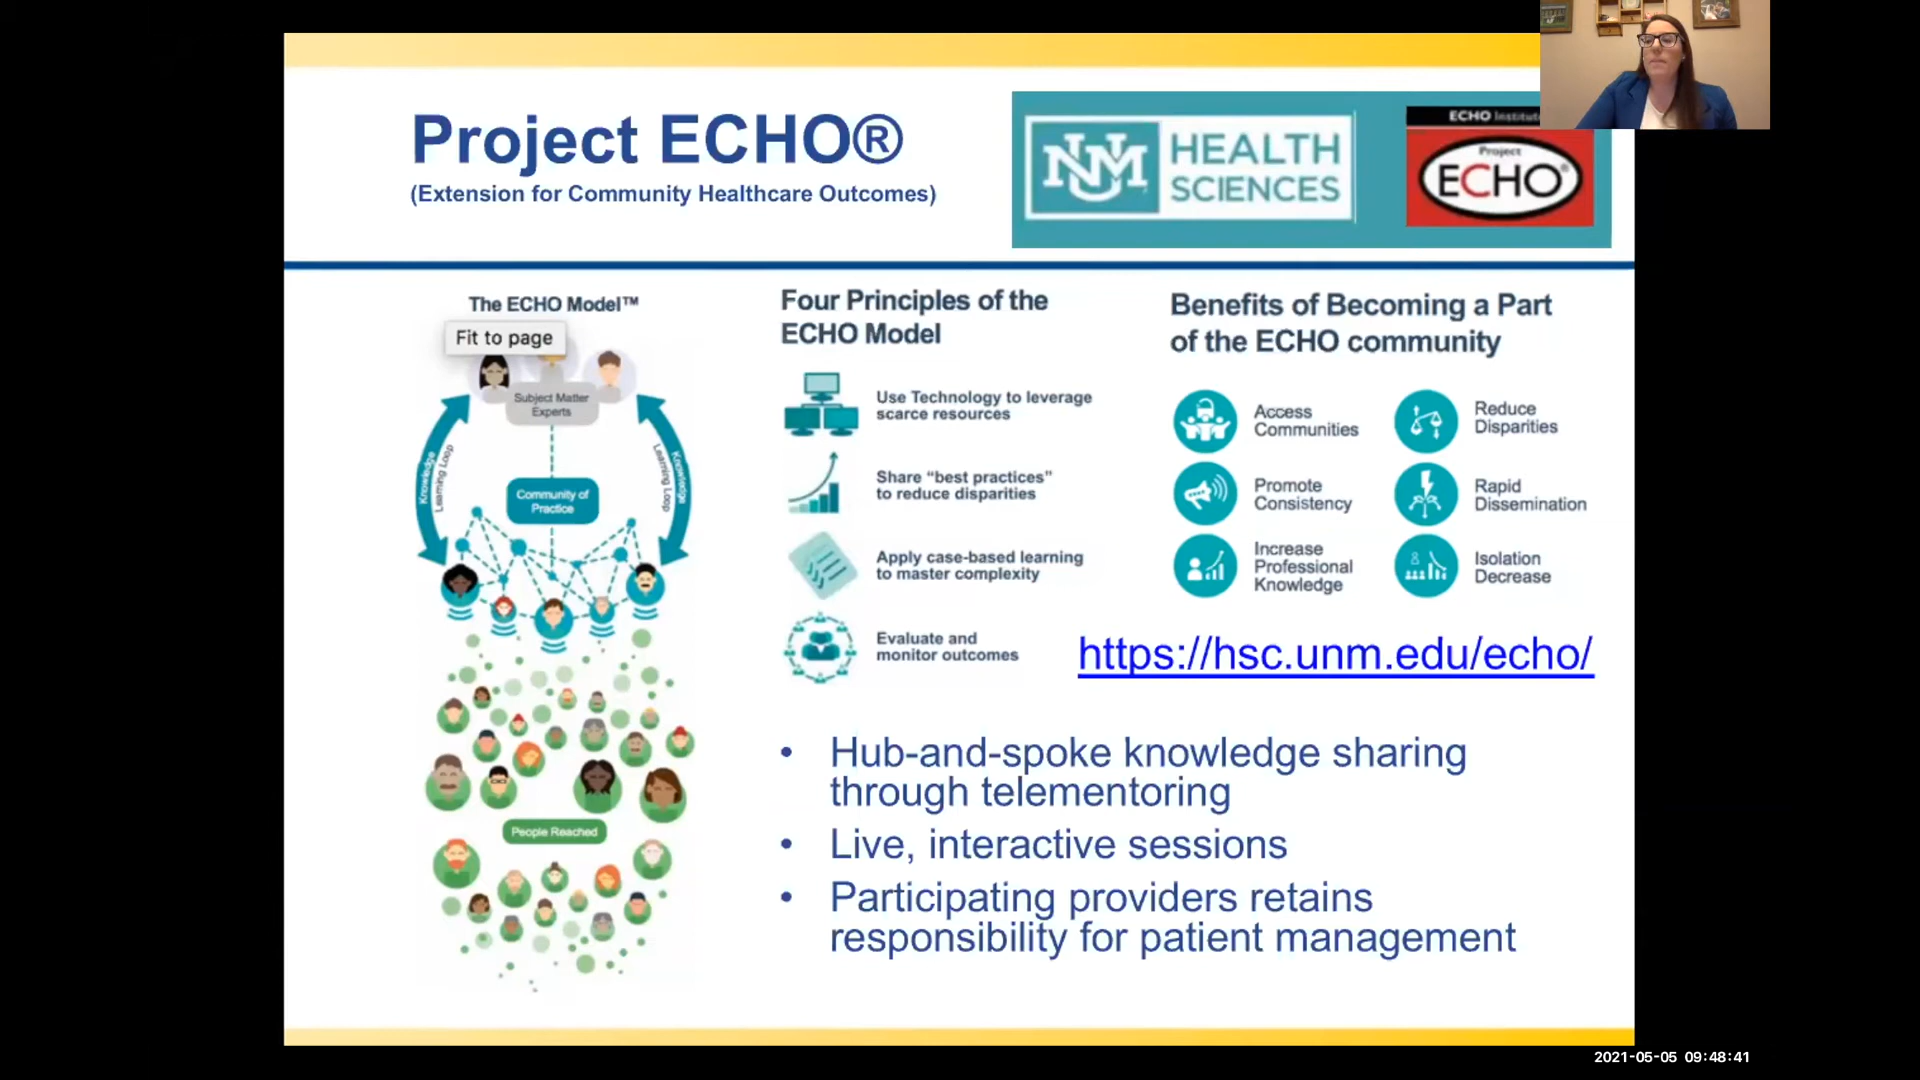 Project ECHO®
(Extension for Community Healthcare Outcomes)
UNM
HEALTH
SCIENCES
ECHO Institute
Project
ECHO®
The ECHO Model™
Fit to page
Subject Matter
Experts
Knowledge
Learning Loop
Knowledge
Learning Loop
Community of
Practice
People Reached
Four Principles of the
ECHO Model
Use Technology to leverage
scarce resources
Share “best practices”
to reduce disparities
Apply case-based learning
to master complexity
Evaluate and
monitor outcomes
Benefits of Becoming a Part
of the ECHO community
Access
Communities
Reduce
Disparities
Promote
Consistency
Rapid
Dissemination
Increase
Professional
Knowledge
Isolation
Decrease
https://hsc.unm.edu/echo/
• Hub-and-spoke knowledge sharing
through telementoring
• Live, interactive sessions
• Participating providers retains
responsibility for patient management
2021-05-05 09:48:41